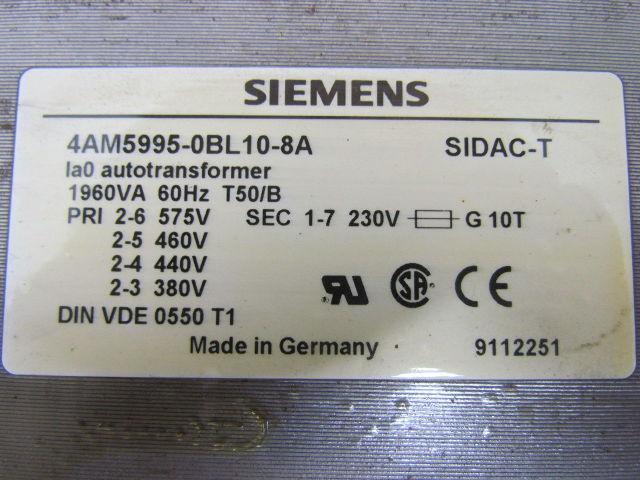 SIEMENS
4AM5995-0BL10-8A SIDAC-T
Ia0 autotransformer
1960VA 60Hz T50/B
PRI 2-6 575V SEC 1-7 230V G 10T
2-5 460V
2-4 440V
2-3 380V
DIN VDE 0550 T1
Made in Germany 9112251